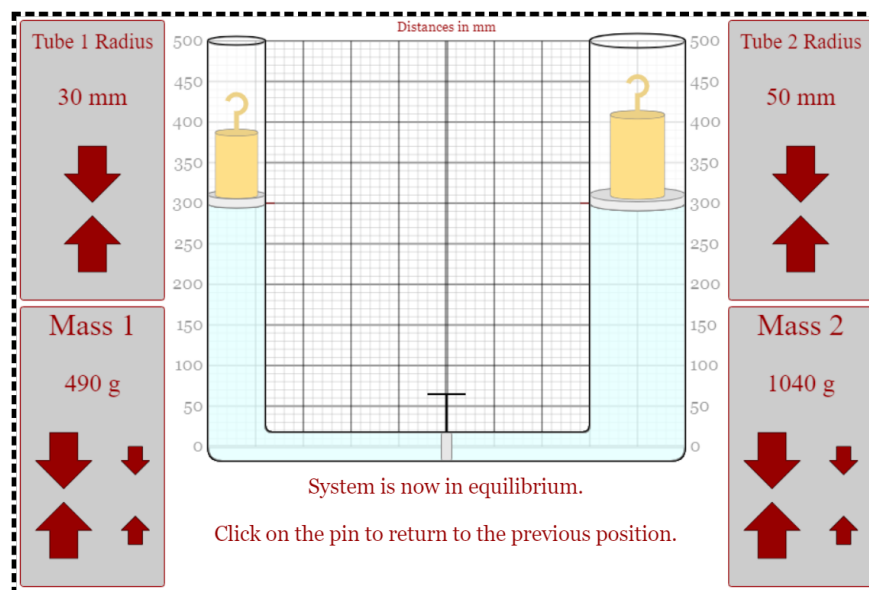 Distances in mm
Tube 1 Radius
30 mm
Mass 1
490 g
500
450
400
350
300
250
200
150
100
50
0
500
450
400
350
300
250
200
150
100
50
0
Tube 2 Radius
50 mm
Mass 2
1040 g
System is now in equilibrium.
Click on the pin to return to the previous position.